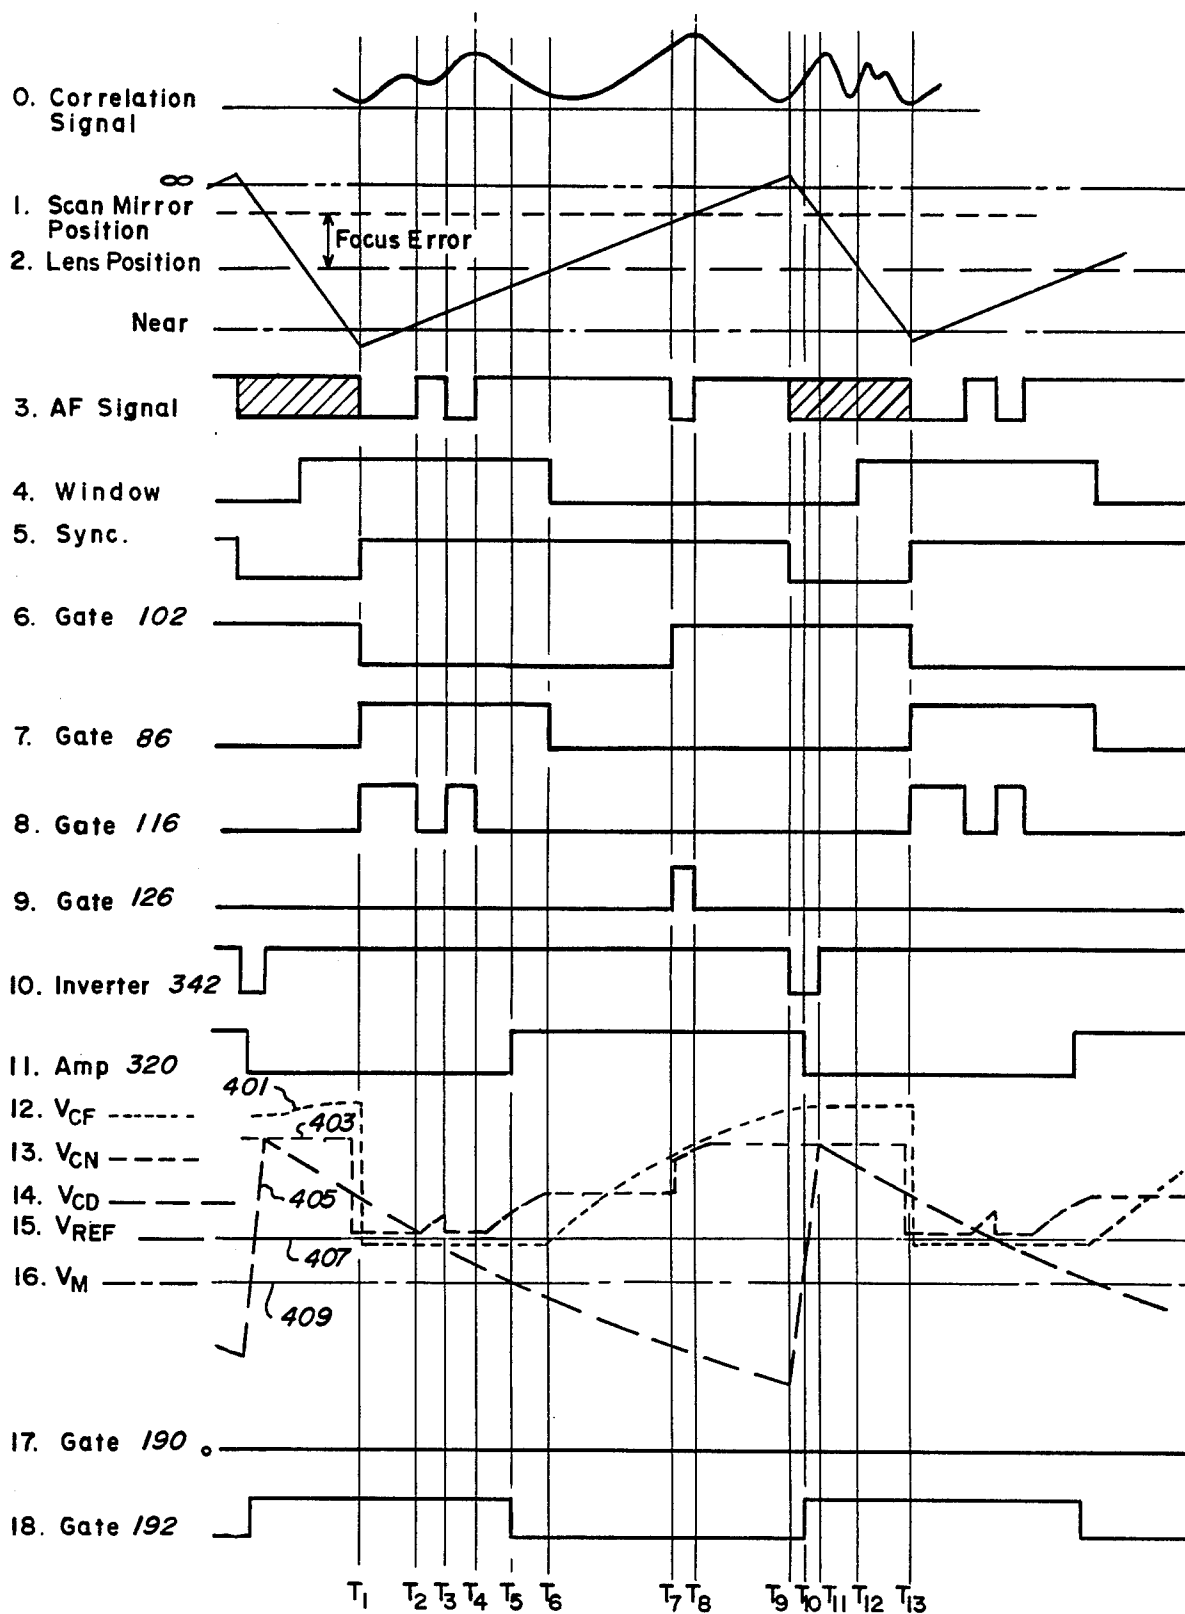 0. Correlation
Signal
∞
1. Scan Mirror
Position
Focus Error
2. Lens Position
Near
3. AF Signal
4. Window
5. Sync.
6. Gate 102
7. Gate 86
8. Gate 116
9. Gate 126
10. Inverter 342
11. Amp 320
401
12. VCF
403
13. VCN
14. VCD
405
15. VREF
407
16. VM
409
17. Gate 190
18. Gate 192
T1 T2 T3 T4 T5 T6 T7 T8 T9 T10 T11 T12 T13